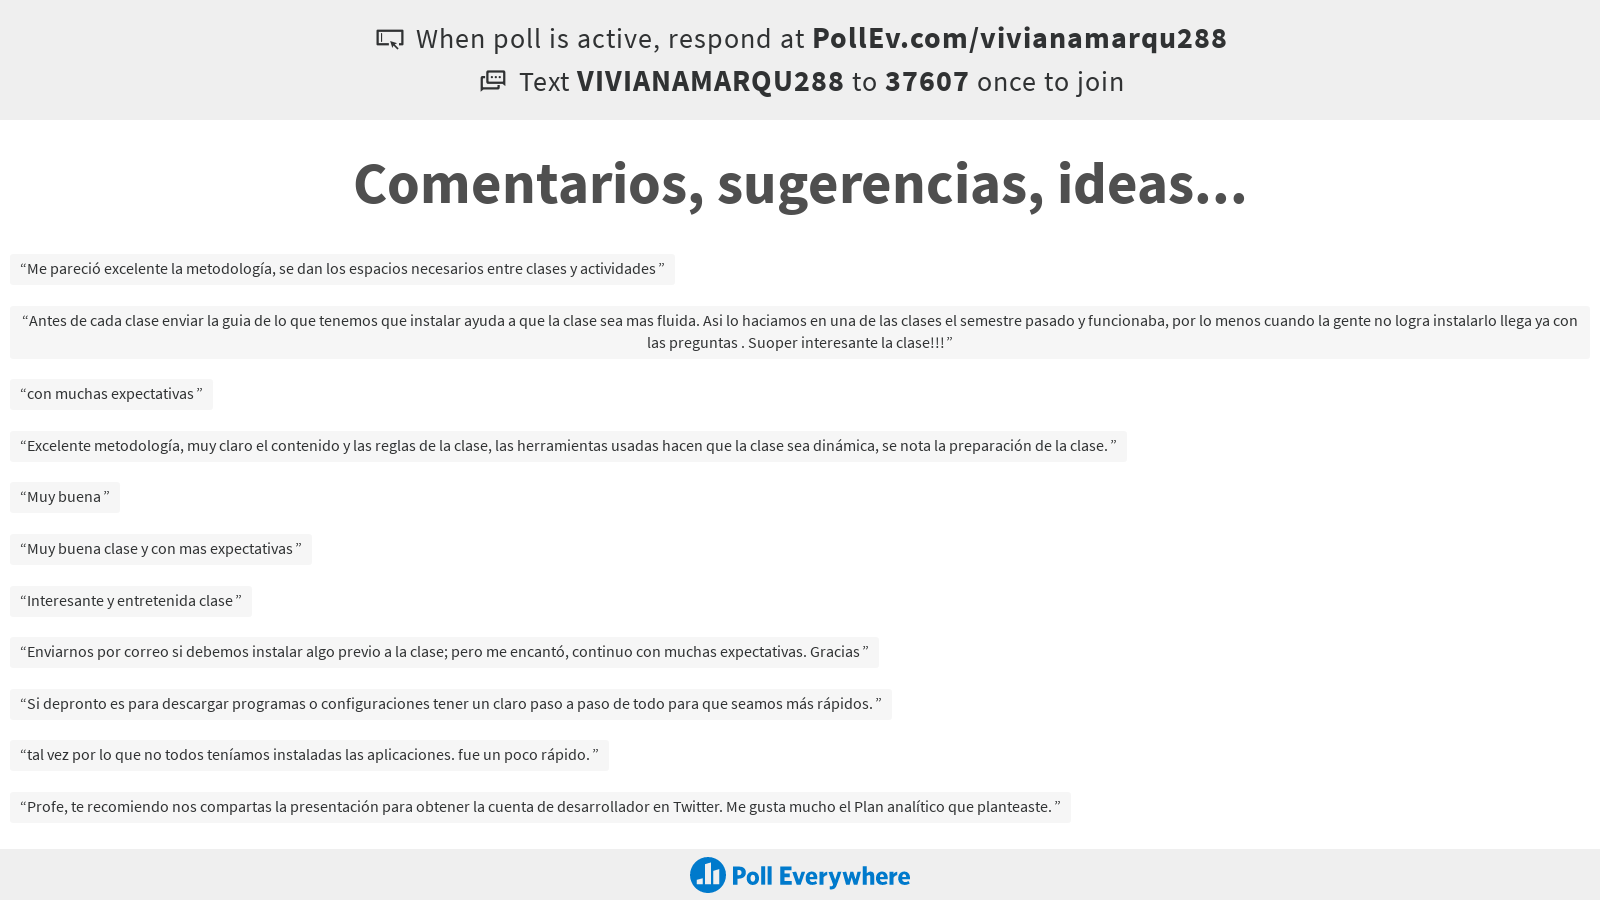 When poll is active, respond at PollEv.com/vivianamarqu288
Text VIVIANAMARQU288 to 37607 once to join
Comentarios, sugerencias, ideas...
“Me pareció excelente la metodología, se dan los espacios necesarios entre clases y actividades ”
“Antes de cada clase enviar la guia de lo que tenemos que instalar ayuda a que la clase sea mas fluida. Asi lo haciamos en una de las clases el semestre pasado y funcionaba, por lo menos cuando la gente no logra instalarlo llega ya con
las preguntas . Suoper interesante la clase!!! ”
“con muchas expectativas ”
“Excelente metodología, muy claro el contenido y las reglas de la clase, las herramientas usadas hacen que la clase sea dinámica, se nota la preparación de la clase. ”
“Muy buena ”
“Muy buena clase y con mas expectativas ”
“Interesante y entretenida clase ”
“Enviarnos por correo si debemos instalar algo previo a la clase; pero me encantó, continuo con muchas expectativas. Gracias ”
“Si depronto es para descargar programas o configuraciones tener un claro paso a paso de todo para que seamos más rápidos. ”
“tal vez por lo que no todos teníamos instaladas las aplicaciones. fue un poco rápido. ”
“Profe, te recomiendo nos compartas la presentación para obtener la cuenta de desarrollador en Twitter. Me gusta mucho el Plan analítico que planteaste. ”
Poll Everywhere